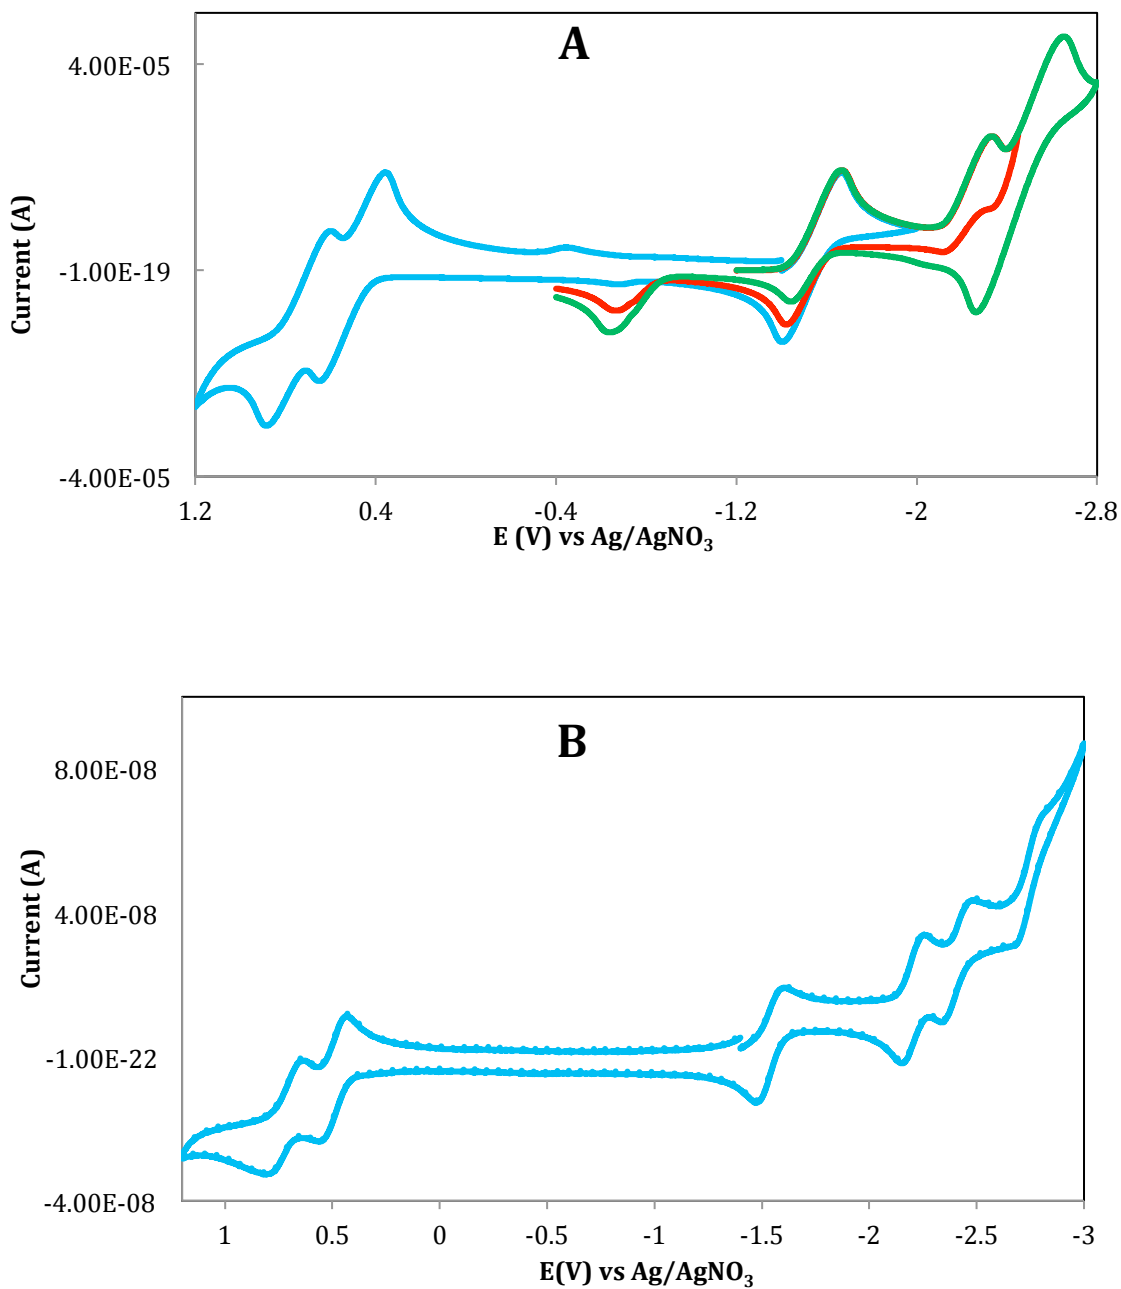 A
4.00E-05
-1.00E-19
-4.00E-05
Current (A)
1.2 0.4 -0.4 -1.2 -2 -2.8
E (V) vs Ag/AgNO₃
B
8.00E-08
4.00E-08
-1.00E-22
-4.00E-08
Current (A)
1 0.5 0 -0.5 -1 -1.5 -2 -2.5 -3
E(V) vs Ag/AgNO₃